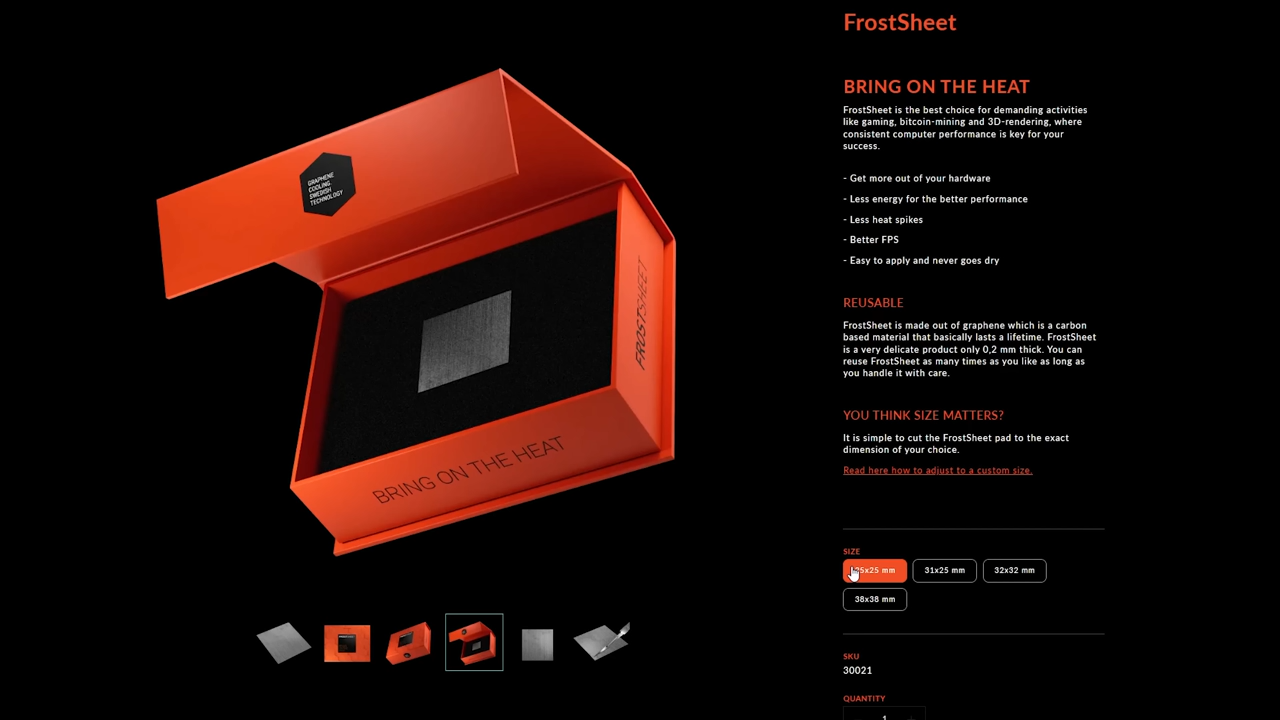 FrostSheet
BRING ON THE HEAT
FrostSheet is the best choice for demanding activities
like gaming, bitcoin-mining and 3D-rendering, where
consistent computer performance is key for your
success.
- Get more out of your hardware
- Less energy for the better performance
- Less heat spikes
- Better FPS
- Easy to apply and never goes dry
REUSABLE
FrostSheet is made out of graphene which is a carbon
based material that basically lasts a lifetime. FrostSheet
is a very delicate product only 0,2 mm thick. You can
reuse FrostSheet as many times as you like as long as
you handle it with care.
YOU THINK SIZE MATTERS?
It is simple to cut the FrostSheet pad to the exact
dimension of your choice.
Read here how to adjust to a custom size.
SIZE
25x25 mm
31x25 mm
32x32 mm
38x38 mm
SKU
30021
QUANTITY
1
GRAPHENE
COOLING.
SWEDISH
TECHNOLOGY
FROSTSHEET
BRING ON THE HEAT